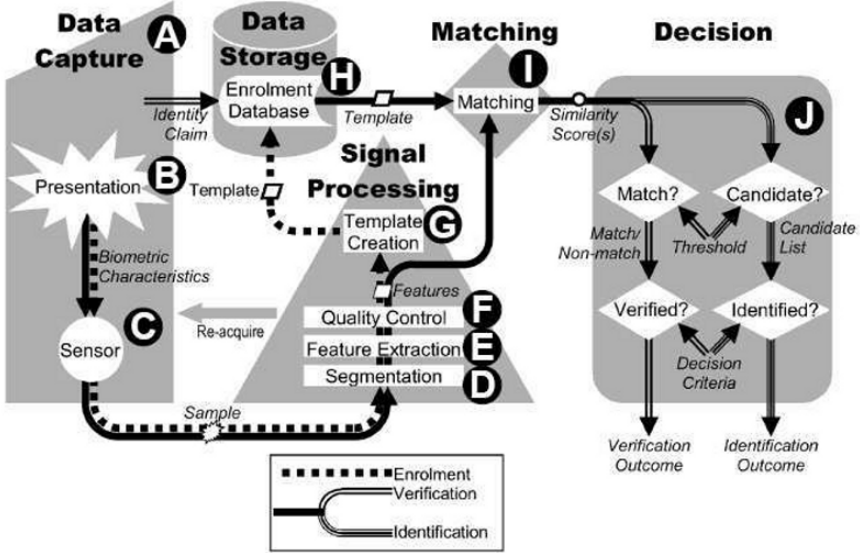 Data
Capture
A
Data
Storage
H
Enrolment
Database
Identity
Claim
Template
Matching
I
Matching
Similarity
Score(s)
Decision
J
Presentation
B
Biometric
Characteristics
Sensor
C
Template
Signal
Processing
Template
Creation
G
Features
Quality Control
F
Feature Extraction
E
Segmentation
D
Re-acquire
Sample
Match?
Candidate?
Match/
Non-match
Threshold
Candidate
List
Verified?
Identified?
Decision
Criteria
Verification
Outcome
Identification
Outcome
Enrolment
Verification
Identification